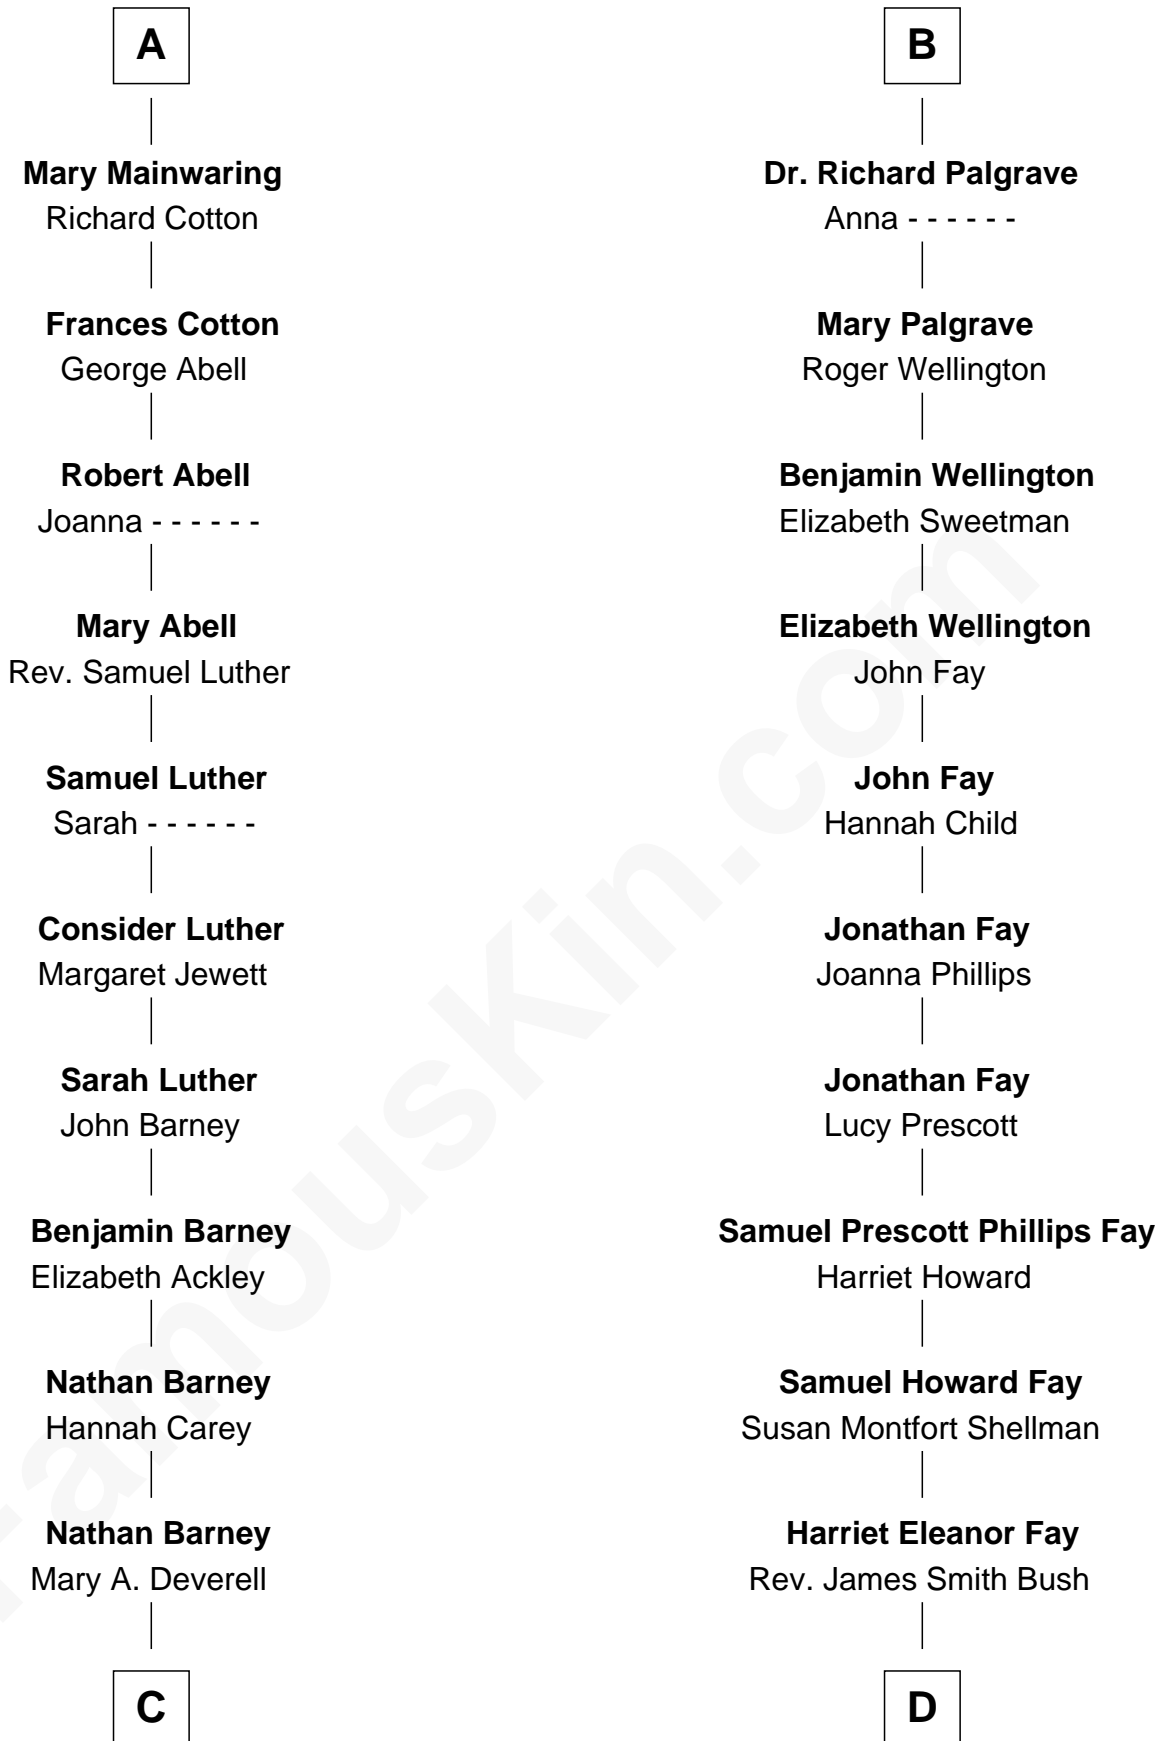 A
Mary Mainwaring
Richard Cotton
Frances Cotton
George Abell
Robert Abell
Joanna - - - - - -
Mary Abell
Rev. Samuel Luther
Samuel Luther
Sarah - - - - - -
Consider Luther
Margaret Jewett
Sarah Luther
John Barney
Benjamin Barney
Elizabeth Ackley
Nathan Barney
Hannah Carey
Nathan Barney
Mary A. Deverell
C
B
Dr. Richard Palgrave
Anna - - - - - -
Mary Palgrave
Roger Wellington
Benjamin Wellington
Elizabeth Sweetman
Elizabeth Wellington
John Fay
John Fay
Hannah Child
Jonathan Fay
Joanna Phillips
Jonathan Fay
Lucy Prescott
Samuel Prescott Phillips Fay
Harriet Howard
Samuel Howard Fay
Susan Montfort Shellman
Harriet Eleanor Fay
Rev. James Smith Bush
D
FamousKin.com